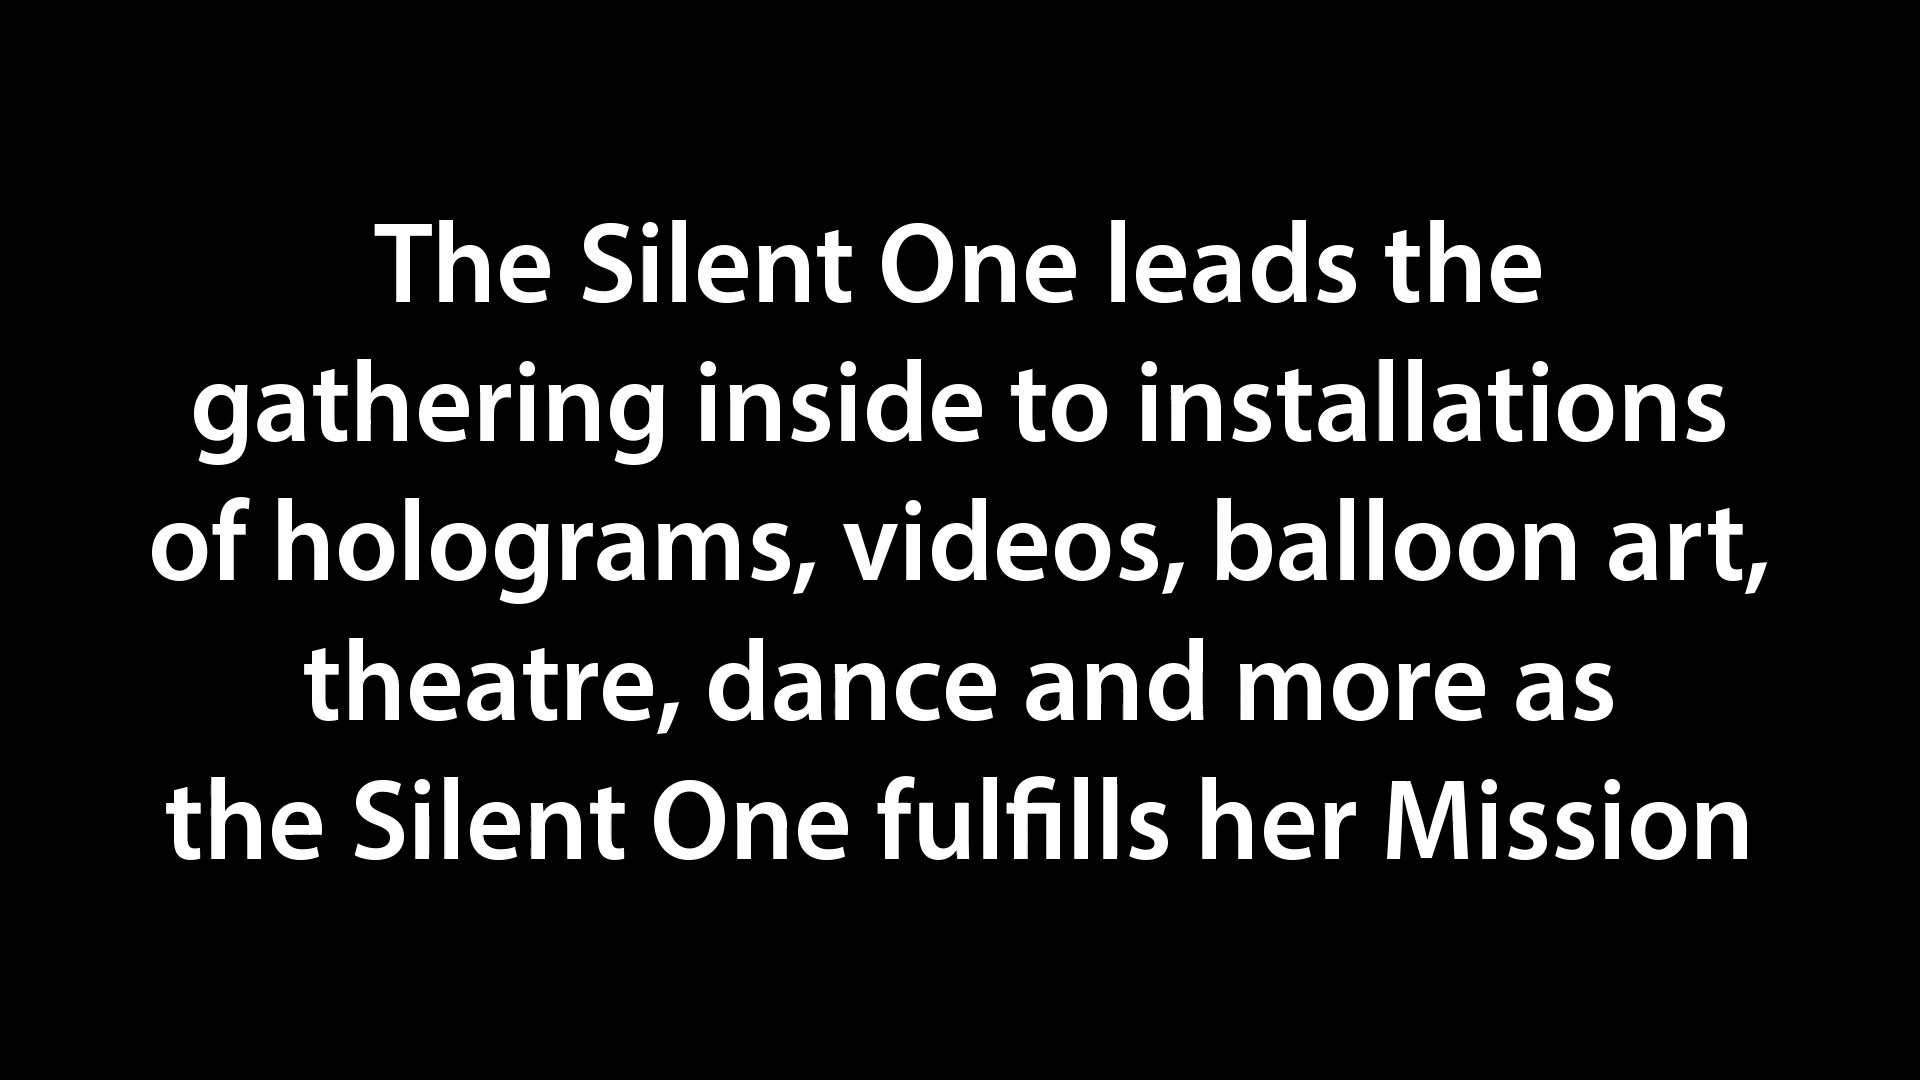 The Silent One leads the
gathering inside to installations
of holograms, videos, balloon art,
theatre, dance and more as
the Silent One fulfills her Mission